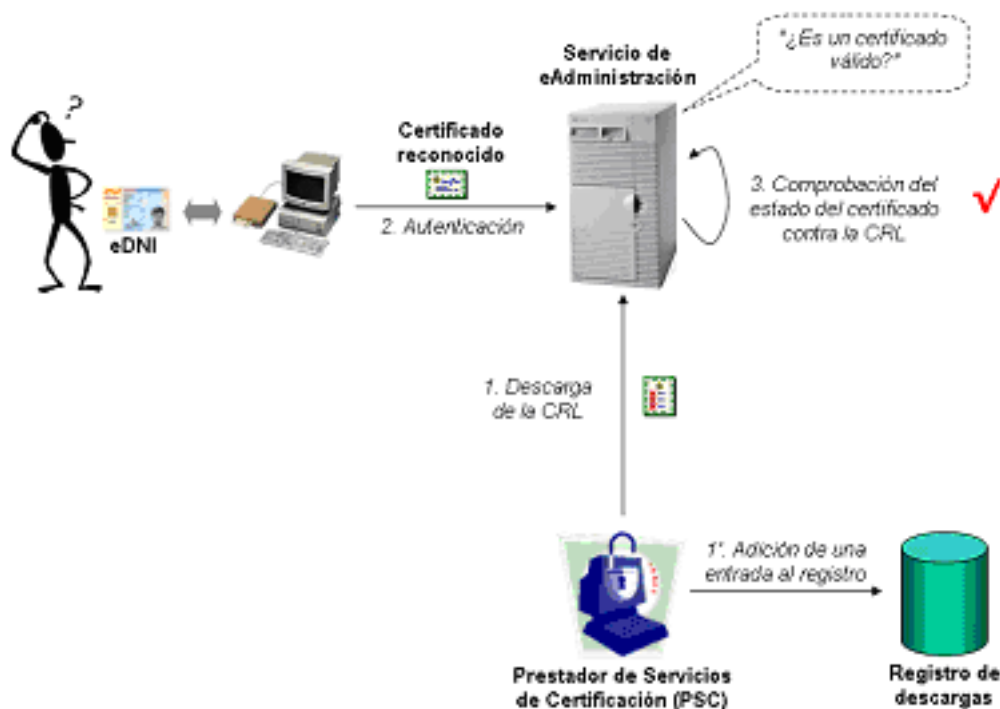 Servicio de
eAdministración
"¿Es un certificado
válido?"
?
Certificado
reconocido
eDNI
2. Autenticación
3. Comprobación del
estado del certificado
contra la CRL
1. Descarga
de la CRL
1'. Adición de una
entrada al registro
Prestador de Servicios
de Certificación (PSC)
Registro de
descargas